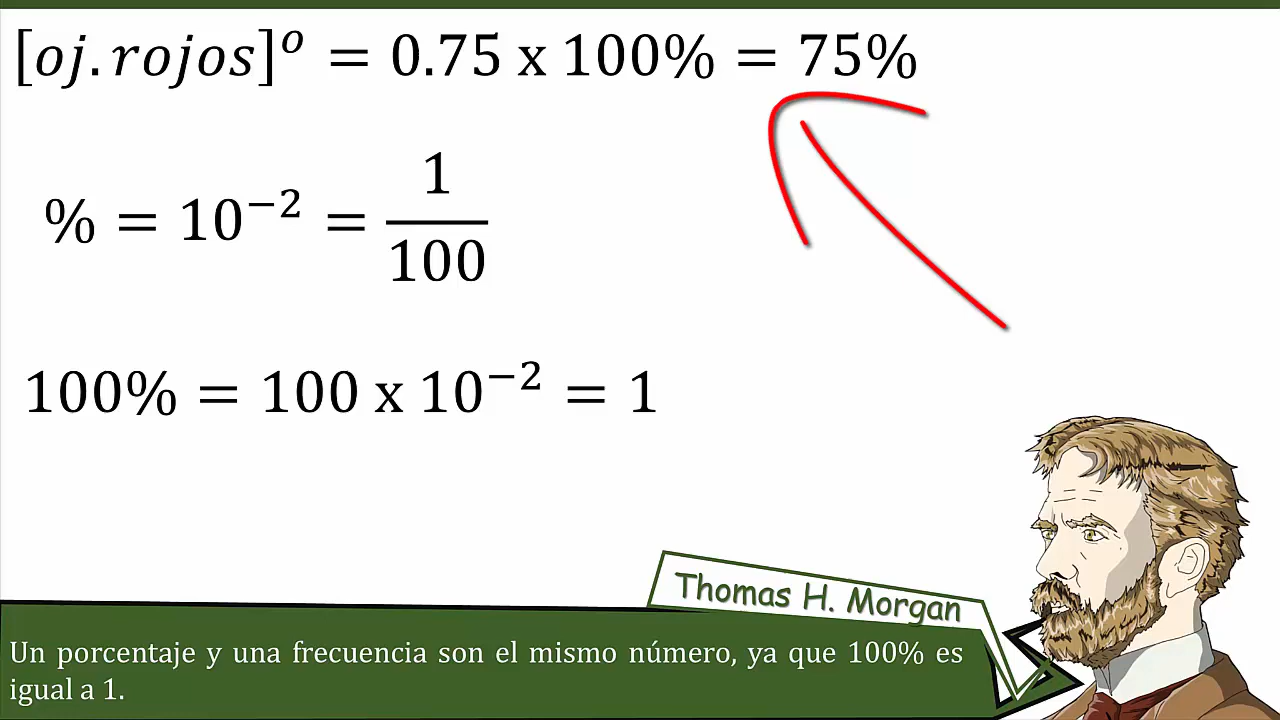 [oj.rojos]º = 0.75 x 100% = 75%
% = 10⁻² = 1/100
100% = 100 x 10⁻² = 1
Thomas H. Morgan
Un porcentaje y una frecuencia son el mismo número, ya que 100% es
igual a 1.